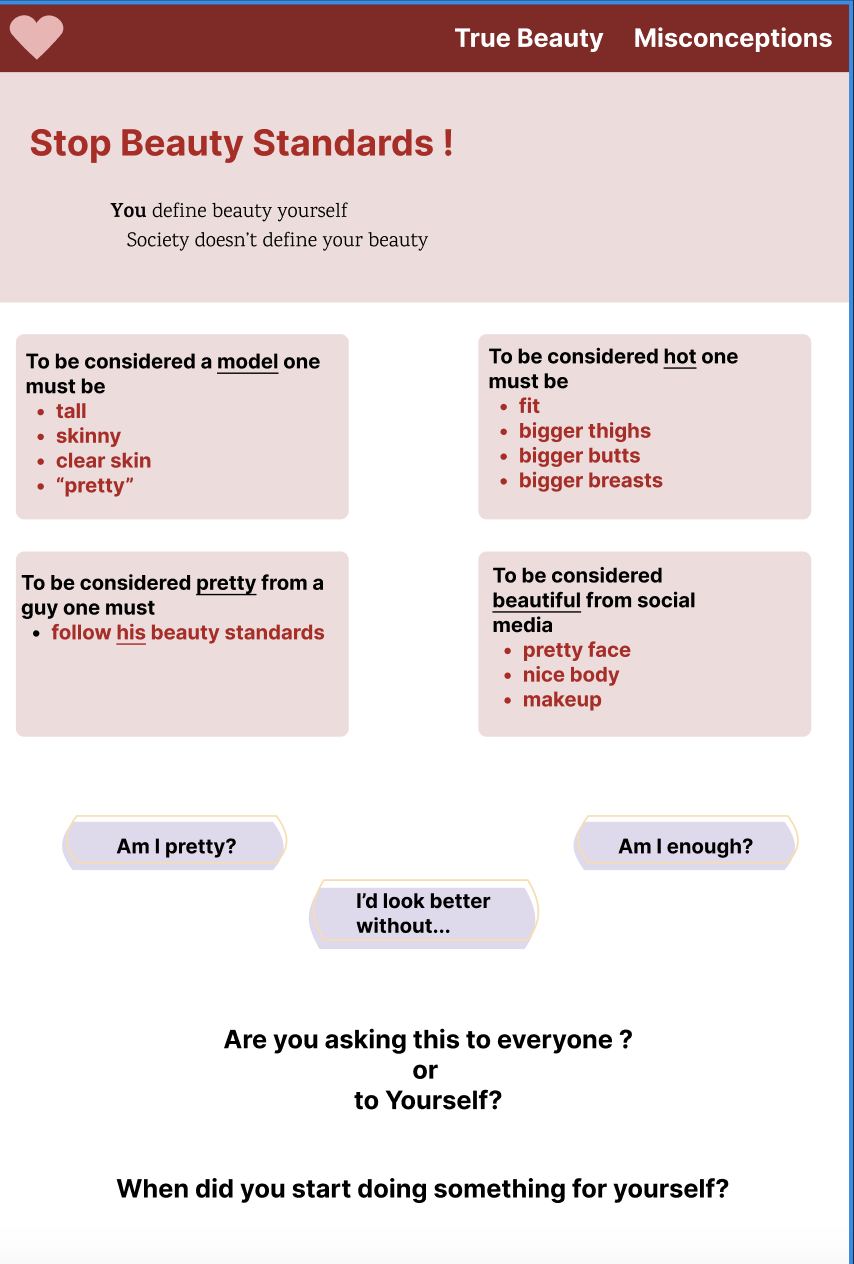 True Beauty Misconceptions
Stop Beauty Standards !
You define beauty yourself
Society doesn't define your beauty
To be considered a model one
must be
• tall
• skinny
• clear skin
• “pretty”
To be considered hot one
must be
• fit
• bigger thighs
• bigger butts
• bigger breasts
To be considered pretty from a
guy one must
• follow his beauty standards
To be considered
beautiful from social
media
• pretty face
• nice body
• makeup
Am I pretty?
Am I enough?
I’d look better
without...
Are you asking this to everyone ?
or
to Yourself?
When did you start doing something for yourself?